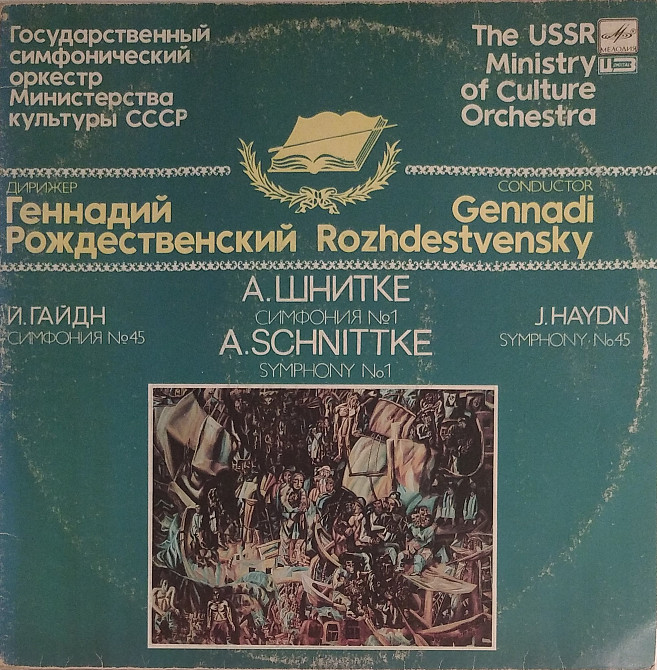 Государственный
симфонический
оркестр
Министерства
культуры СССР
The USSR
Ministry
of Culture
Orchestra
МЕЛОДИЯ
DIGITAL
ДИРИЖЕР
Геннадий
Рождественский
CONDUCTOR
Gennadi
Rozhdestvensky
Й. ГАЙДН
СИМФОНИЯ №45
А. ШНИТКЕ
СИМФОНИЯ №1
A. SCHNITTKE
SYMPHONY №1
J. HAYDN
SYMPHONY №45